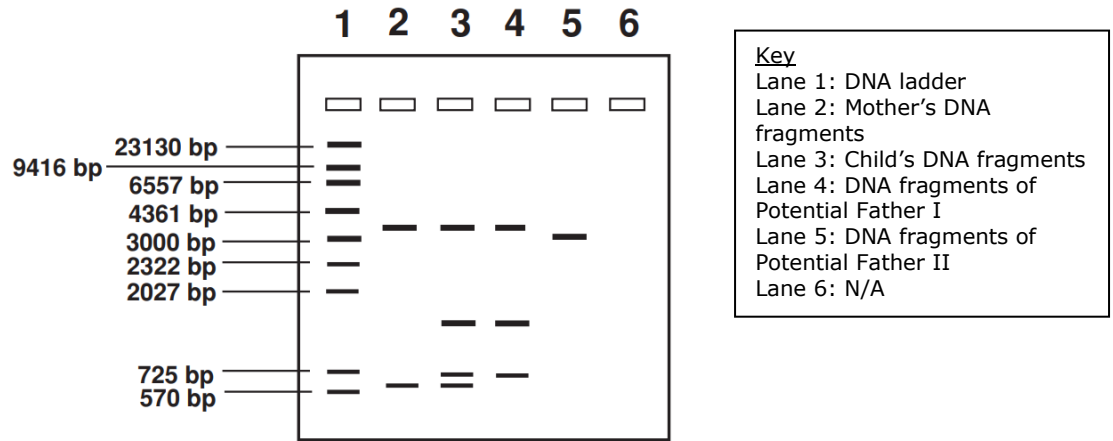 1 2 3 4 5 6
23130 bp
9416 bp
6557 bp
4361 bp
3000 bp
2322 bp
2027 bp
725 bp
570 bp
Key
Lane 1: DNA ladder
Lane 2: Mother’s DNA
fragments
Lane 3: Child’s DNA fragments
Lane 4: DNA fragments of
Potential Father I
Lane 5: DNA fragments of
Potential Father II
Lane 6: N/A